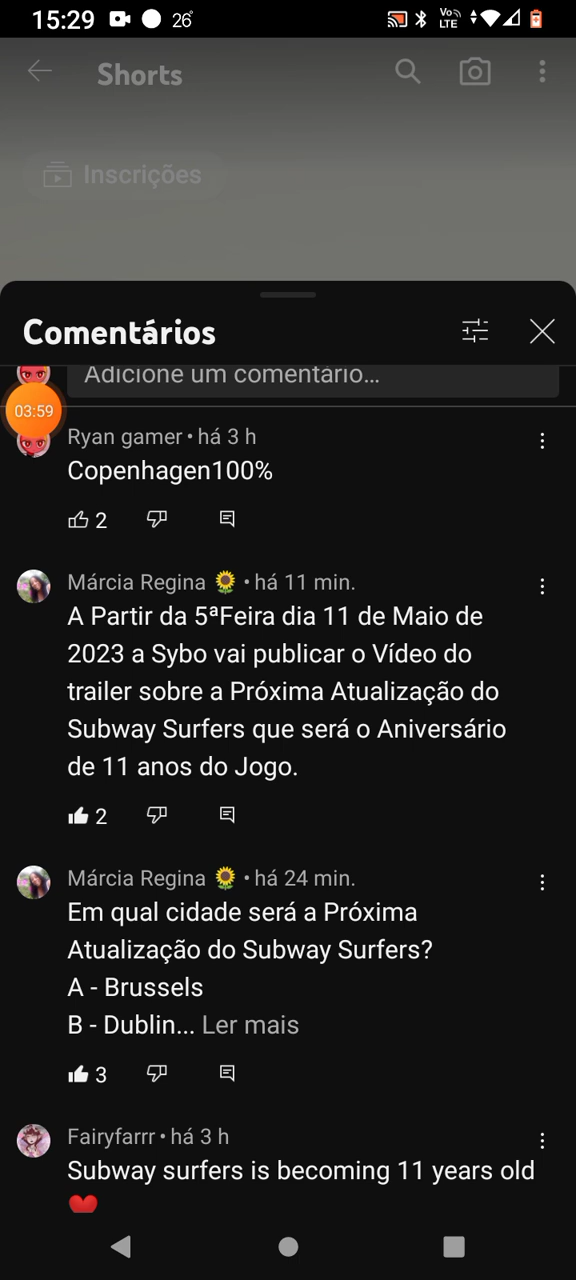 15:29 26°
Vo LTE
Shorts
Inscrições
Comentários
Adicione um comentário...
03:59
Ryan gamer • há 3 h
Copenhagen100%
2
Márcia Regina 🌻 • há 11 min.
A Partir da 5ªFeira dia 11 de Maio de
2023 a Sybo vai publicar o Vídeo do
trailer sobre a Próxima Atualização do
Subway Surfers que será o Aniversário
de 11 anos do Jogo.
2
Márcia Regina 🌻 • há 24 min.
Em qual cidade será a Próxima
Atualização do Subway Surfers?
A - Brussels
B - Dublin... Ler mais
3
Fairyfarrr • há 3 h
Subway surfers is becoming 11 years old
❤️